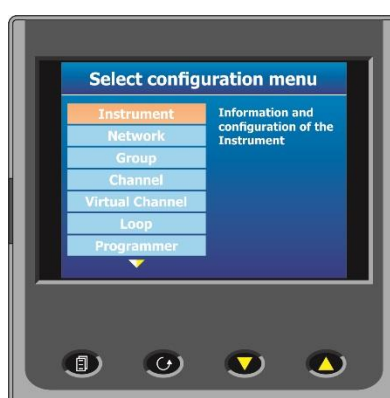 Select configuration menu
Instrument
Information and
configuration of the
Instrument
Network
Group
Channel
Virtual Channel
Loop
Programmer